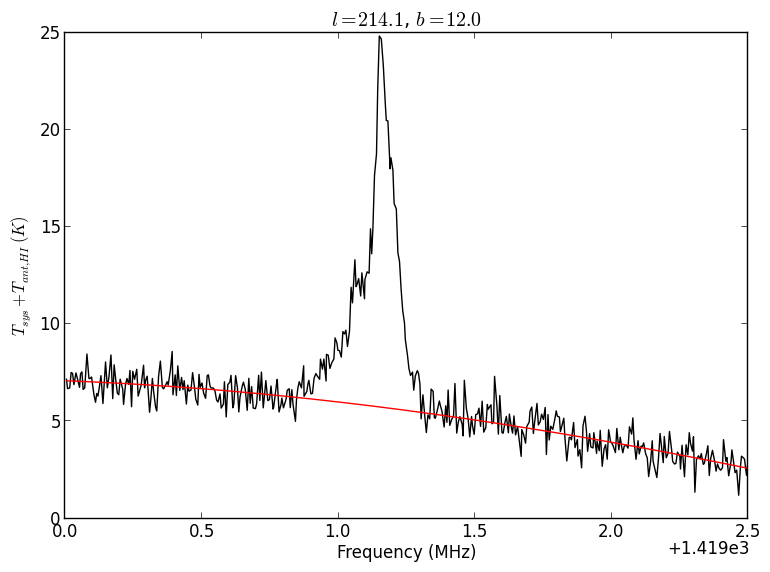 l = 214.1, b = 12.0
25
20
15
10
5
0
T_sys + T_ant,HI (K)
0.0 0.5 1.0 1.5 2.0 2.5
Frequency (MHz)
+1.419e3